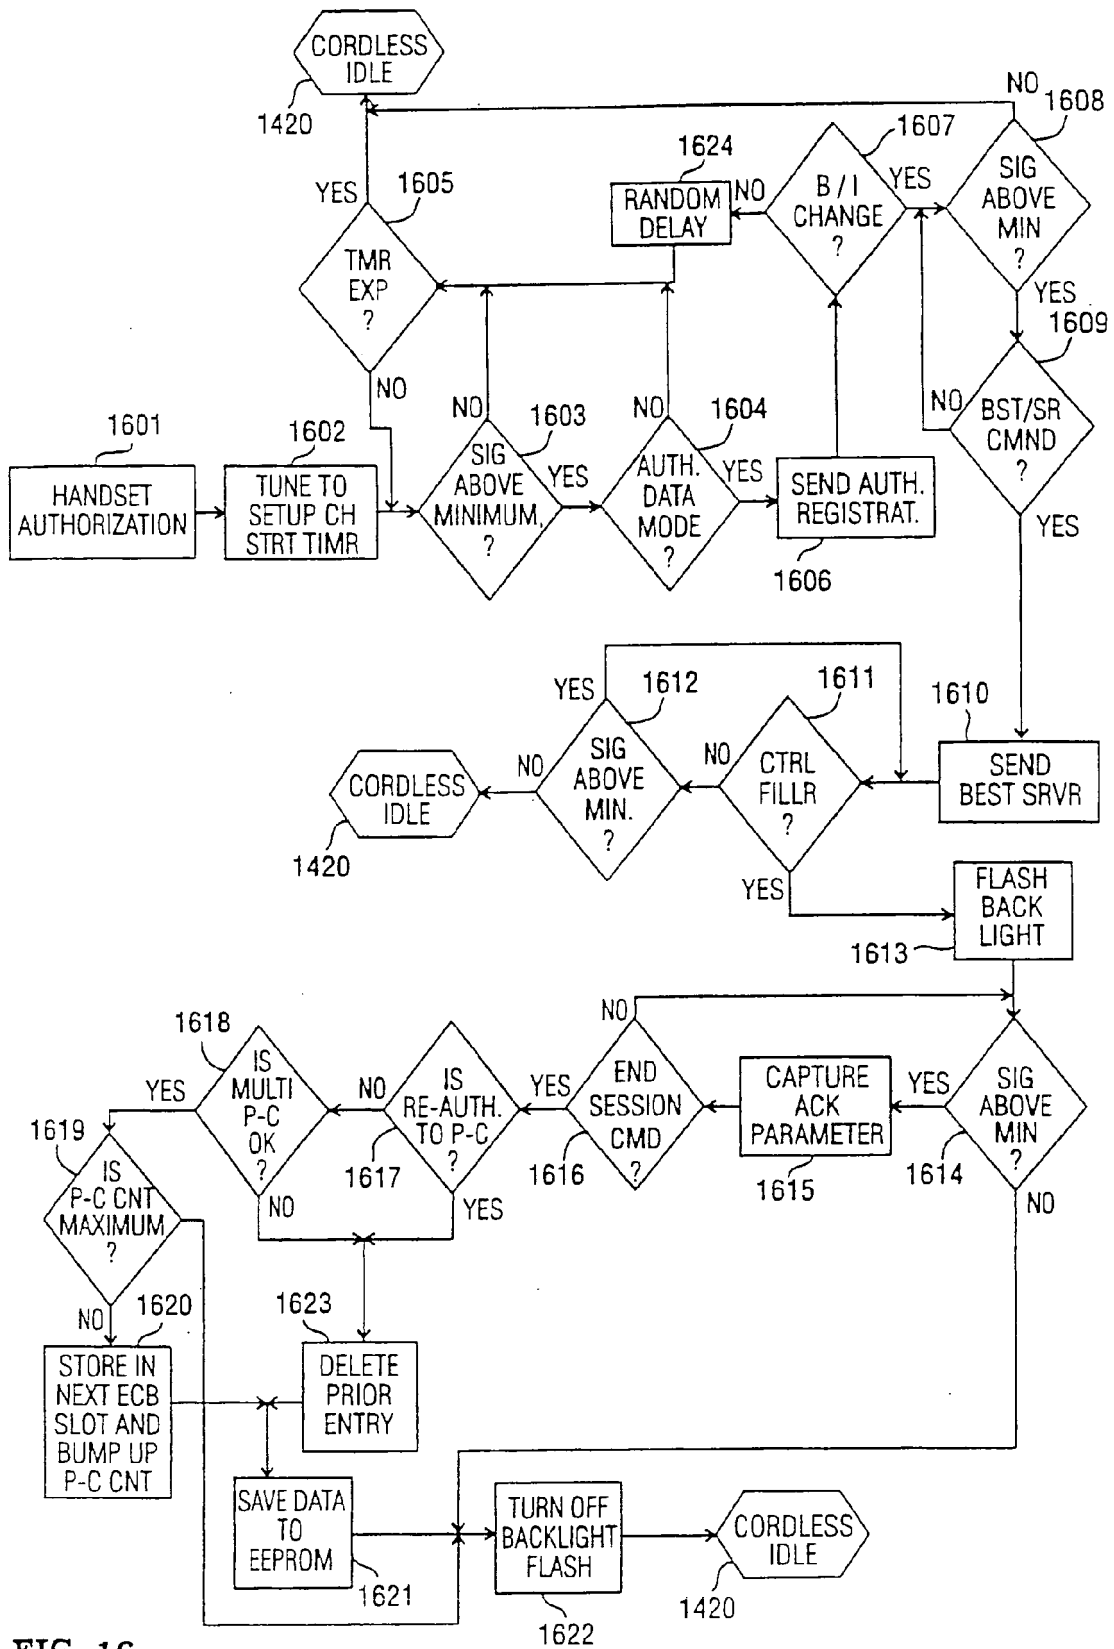 CORDLESS
IDLE
1420
NO
1608
1607
1624
YES
1605
RANDOM
DELAY
NO
B / I
CHANGE
?
YES
SIG
ABOVE
MIN
?
TMR
EXP
?
YES
1609
NO
1601
1602
NO
1603
NO
1604
NO
BST/SR
CMND
?
HANDSET
AUTHORIZATION
TUNE TO
SETUP CH
STRT TIMR
SIG
ABOVE
MINIMUM.
?
YES
AUTH.
DATA
MODE
?
YES
SEND AUTH.
REGISTRAT.
1606
YES
YES
1612
1611
1610
CORDLESS
IDLE
1420
NO
SIG
ABOVE
MIN.
?
NO
CTRL
FILLR
?
SEND
BEST SRVR
YES
FLASH
BACK
LIGHT
1613
1618
NO
YES
IS
MULTI
P-C
OK
?
NO
IS
RE-AUTH.
TO P-C
?
YES
END
SESSION
CMD
?
CAPTURE
ACK
PARAMETER
YES
SIG
ABOVE
MIN
?
1619
1617
1616
1615
1614
IS
P-C CNT
MAXIMUM
?
NO
YES
NO
NO
1620
1623
STORE IN
NEXT ECB
SLOT AND
BUMP UP
P-C CNT
DELETE
PRIOR
ENTRY
SAVE DATA
TO
EEPROM
1621
TURN OFF
BACKLIGHT
FLASH
1622
CORDLESS
IDLE
1420
FIG. 16